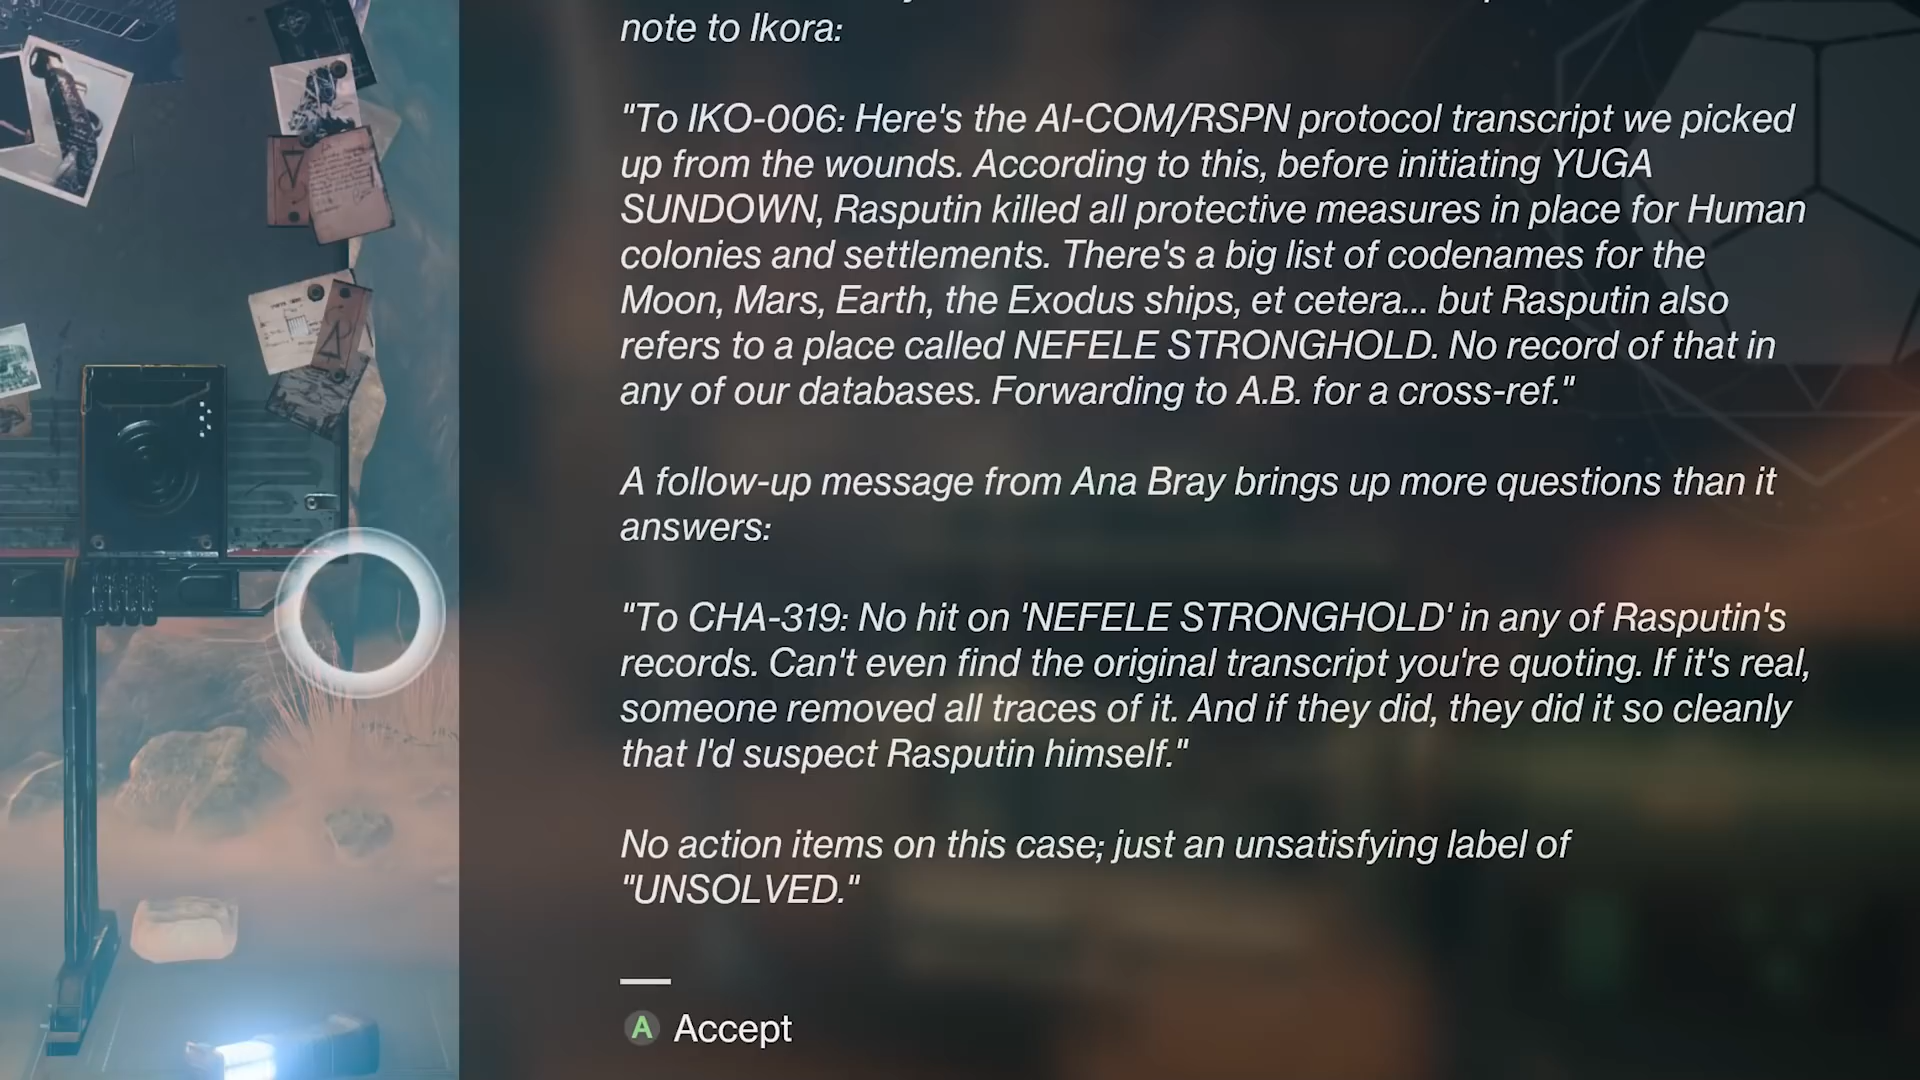 note to Ikora:
"To IKO-006: Here's the AI-COM/RSPN protocol transcript we picked
up from the wounds. According to this, before initiating YUGA
SUNDOWN, Rasputin killed all protective measures in place for Human
colonies and settlements. There's a big list of codenames for the
Moon, Mars, Earth, the Exodus ships, et cetera... but Rasputin also
refers to a place called NEFELE STRONGHOLD. No record of that in
any of our databases. Forwarding to A.B. for a cross-ref."
A follow-up message from Ana Bray brings up more questions than it
answers:
"To CHA-319: No hit on 'NEFELE STRONGHOLD' in any of Rasputin's
records. Can't even find the original transcript you're quoting. If it's real,
someone removed all traces of it. And if they did, they did it so cleanly
that I'd suspect Rasputin himself."
No action items on this case; just an unsatisfying label of
"UNSOLVED."
A Accept